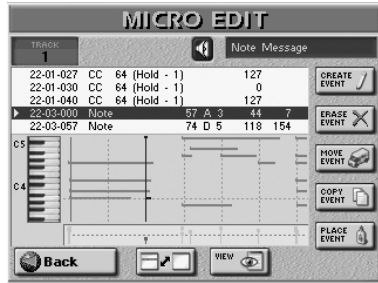 MICRO EDIT
TRACK
1
Note Message
22-01-027 CC 64 (Hold - 1) 127
22-01-030 CC 64 (Hold - 1) 0
22-01-040 CC 64 (Hold - 1) 127
22-03-000 Note 57 A 3 44 7
22-03-057 Note 74 D 5 118 154
CREATE EVENT
ERASE EVENT
MOVE EVENT
COPY EVENT
PLACE EVENT
C5
C4
Back
VIEW